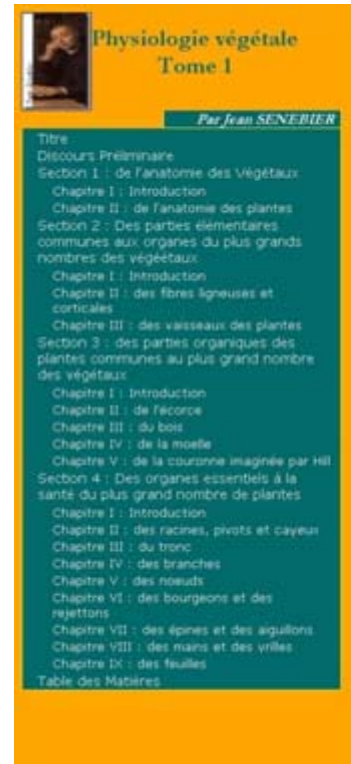 Physiologie végétale
Tome 1
Par Jean SENEBIER
Titre
Discours Préliminaire
Section 1 : de l'anatomie des Végétaux
Chapitre I : Introduction
Chapitre II : de l'anatomie des plantes
Section 2 : Des parties élémentaires
communes aux organes du plus grands
nombres des végéétaux
Chapitre I : Introduction
Chapitre II : des fibres ligneuses et
corticales
Chapitre III : des vaisseaux des plantes
Section 3 : des parties organiques des
plantes communes au plus grand nombre
des végétaux
Chapitre I : Introduction
Chapitre II : de l'écorce
Chapitre III : du bois
Chapitre IV : de la moelle
Chapitre V : de la couronne imaginée par Hill
Section 4 : Des organes essentiels à la
santé du plus grand nombre de plantes
Chapitre I : Introduction
Chapitre II : des racines, pivots et cayeux
Chapitre III : du tronc
Chapitre IV : des branches
Chapitre V : des noeuds
Chapitre VI : des bourgeons et des
rejettons
Chapitre VII : des épines et des aiguillons
Chapitre VIII : des mains et des vrilles
Chapitre IX : des feuilles
Table des Matières